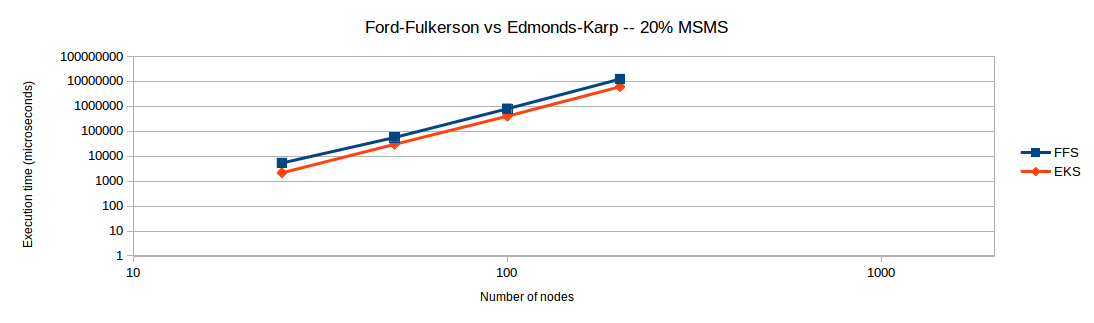 Ford-Fulkerson vs Edmonds-Karp -- 20% MSMS
Execution time (microseconds)
100000000
10000000
1000000
100000
10000
1000
100
10
1
10
100
1000
Number of nodes
FFS
EKS